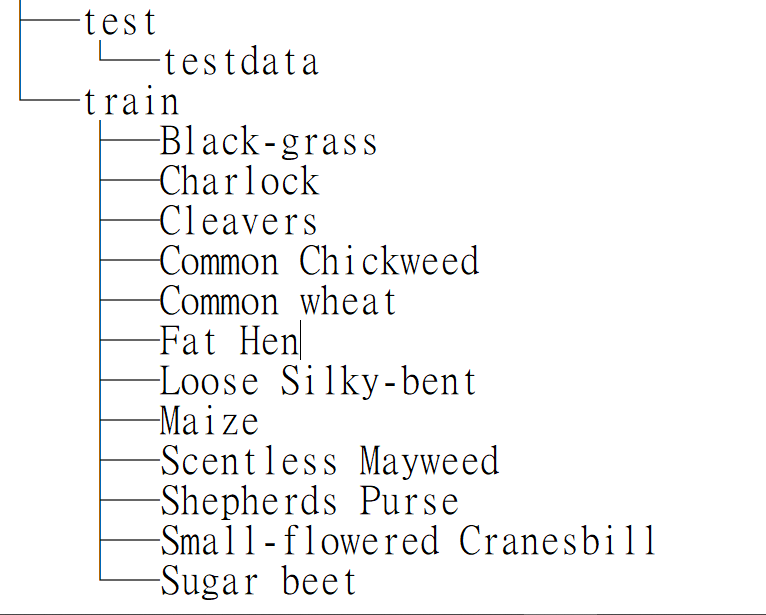 test
testdata
train
Black-grass
Charlock
Cleavers
Common Chickweed
Common wheat
Fat Hen
Loose Silky-bent
Maize
Scentless Mayweed
Shepherds Purse
Small-flowered Cranesbill
Sugar beet